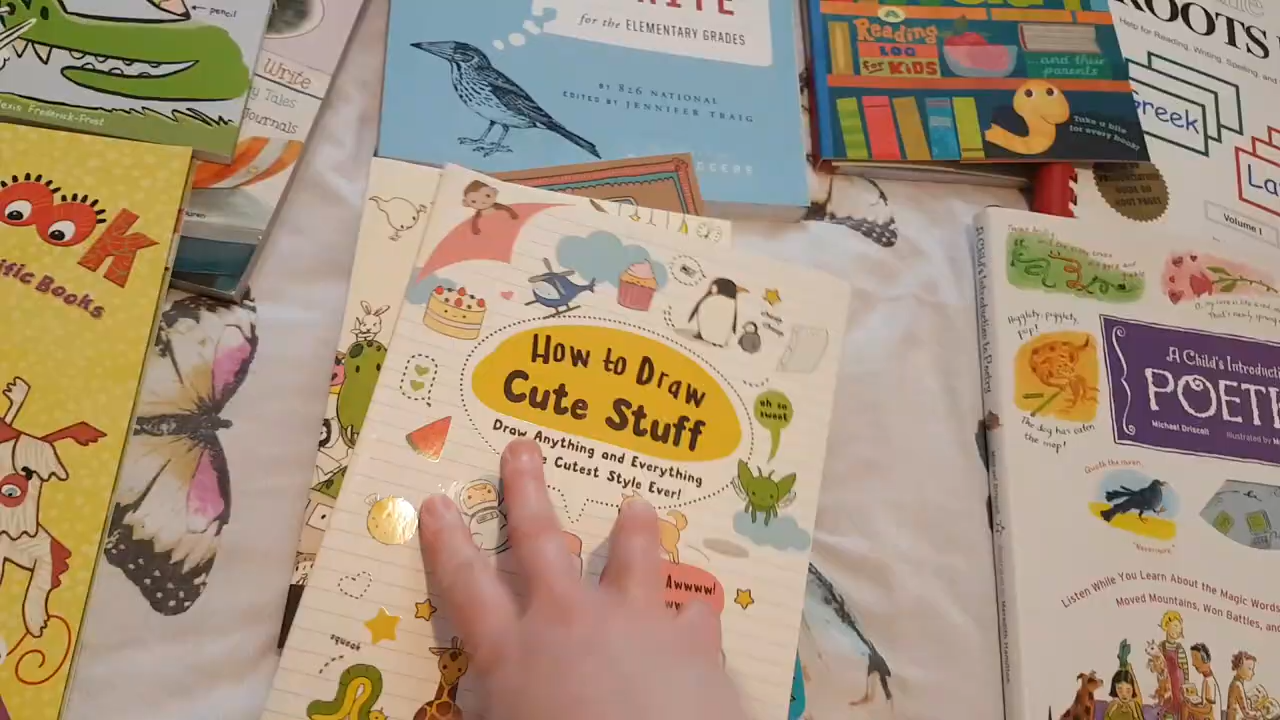 pencil
Alexis Frederick-Frost
Write
Tales
Journals
for the ELEMENTARY GRADES
BY 826 NATIONAL
EDITED BY JENNIFER TRAIG
Reading
LOG
for KiDS
...and their
parents
Take a bite
for every book!
ROOTS
Help for Reading, Writing, Spelling, and
Greek
Volume I
Books
How to Draw
Cute Stuff
Draw Anything and Everything
Cutest Style Ever!
oh so
sweet
Awwww!
squeak
A Child's Introduction to Poetry
Higglety, pigglety,
pop!
The dog has eaten
the mop!
A Child's Introduction
Michael Driscoll
Illustrated by
Quoth the raven,
"Nevermore."
Listen While You Learn About the Magic Words
Moved Mountains, Won Battles, and